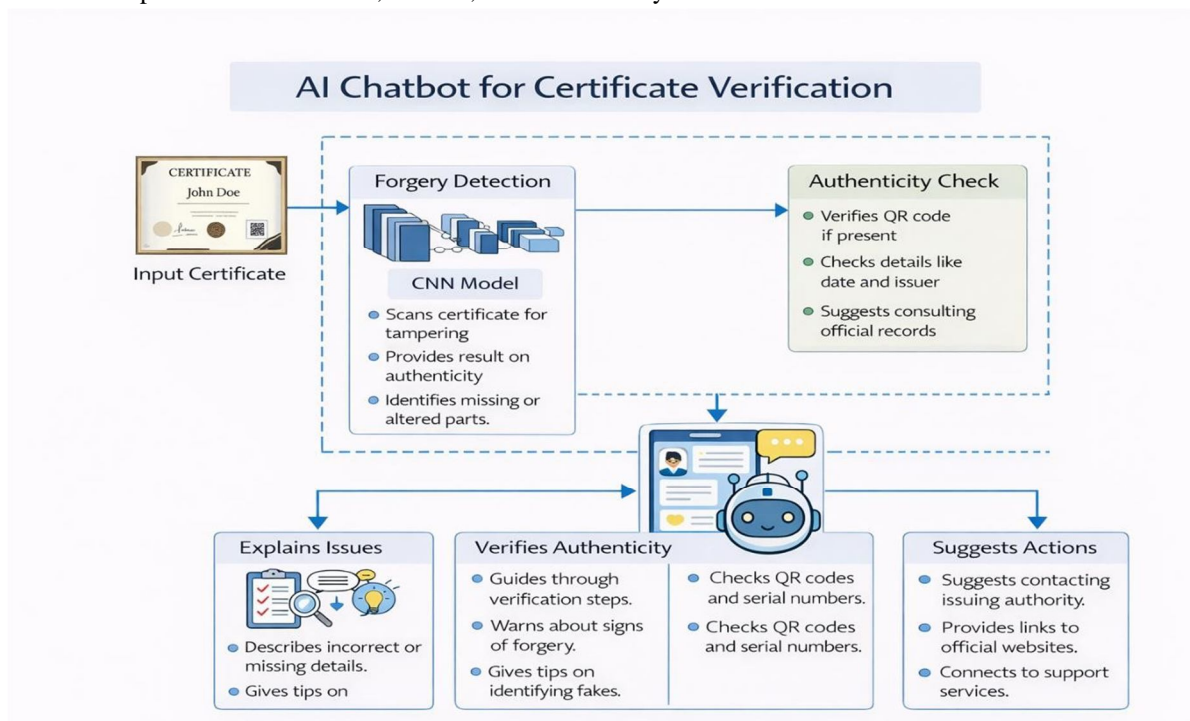 AI Chatbot for Certificate Verification
CERTIFICATE
John Doe
Input Certificate
Forgery Detection
CNN Model
Scans certificate for
tampering
Provides result on
authenticity
Identifies missing or
altered parts.
Authenticity Check
Verifies QR code
if present
Checks details like
date and issuer
Suggests consulting
official records
Explains Issues
Describes incorrect or
missing details.
Gives tips on
Verifies Authenticity
Guides through
verification steps.
Warns about signs
of forgery.
Gives tips on
identifying fakes.
Checks QR codes
and serial numbers.
Checks QR codes
and serial numbers.
Suggests Actions
Suggests contacting
issuing authority.
Provides links to
official websites.
Connects to support
services.